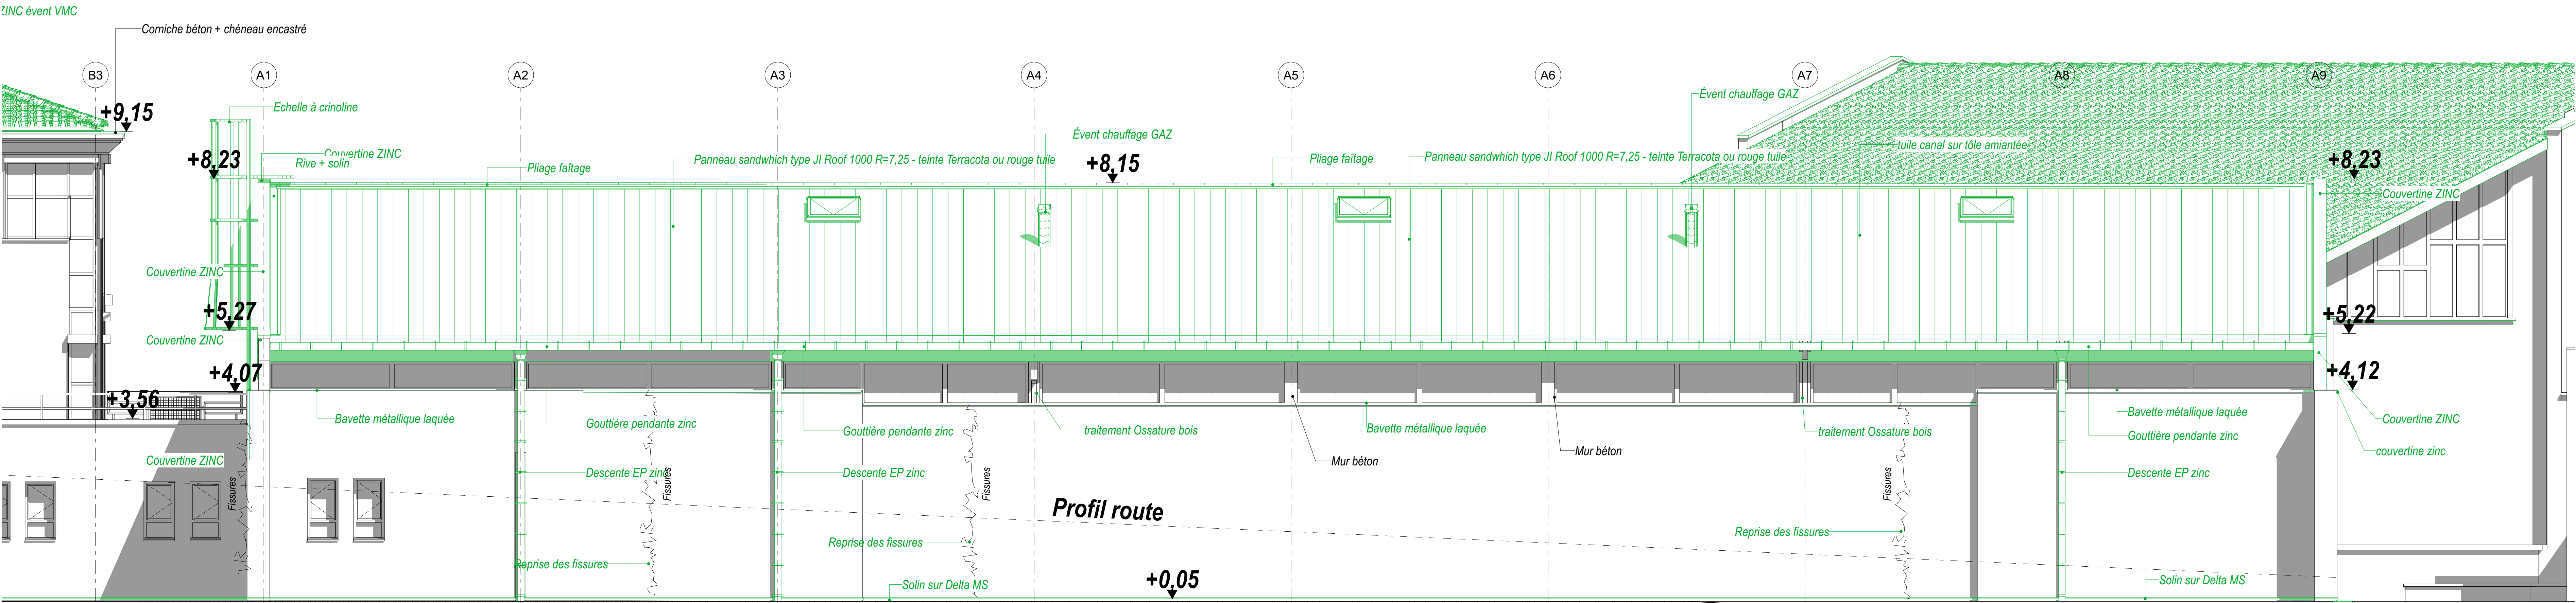 ZINC évent VMC
Corniche béton + chéneau encastré
B3
A1
A2
A3
A4
A5
A6
A7
A8
A9
+9,15
Echelle à crinoline
Évent chauffage GAZ
Évent chauffage GAZ
+8,23
Couvertine ZINC
Rive + solin
Pliage faîtage
Panneau sandwhich type JI Roof 1000 R=7,25 - teinte Terracota ou rouge tuile
+8,15
Pliage faîtage
Panneau sandwhich type JI Roof 1000 R=7,25 - teinte Terracota ou rouge tuile
tuile canal sur tôle amiantée
+8,23
Couvertine ZINC
Couvertine ZINC
+5,27
+5,22
Couvertine ZINC
+4,07
+4,12
+3,56
Bavette métallique laquée
Gouttière pendante zinc
Gouttière pendante zinc
traitement Ossature bois
Bavette métallique laquée
traitement Ossature bois
Bavette métallique laquée
Couvertine ZINC
Gouttière pendante zinc
Mur béton
Mur béton
couvertine zinc
Couvertine ZINC
Descente EP zinc
Descente EP zinc
Descente EP zinc
Fissures
Fissures
Fissures
Fissures
Profil route
Reprise des fissures
Reprise des fissures
Reprise des fissures
+0,05
Solin sur Delta MS
Solin sur Delta MS